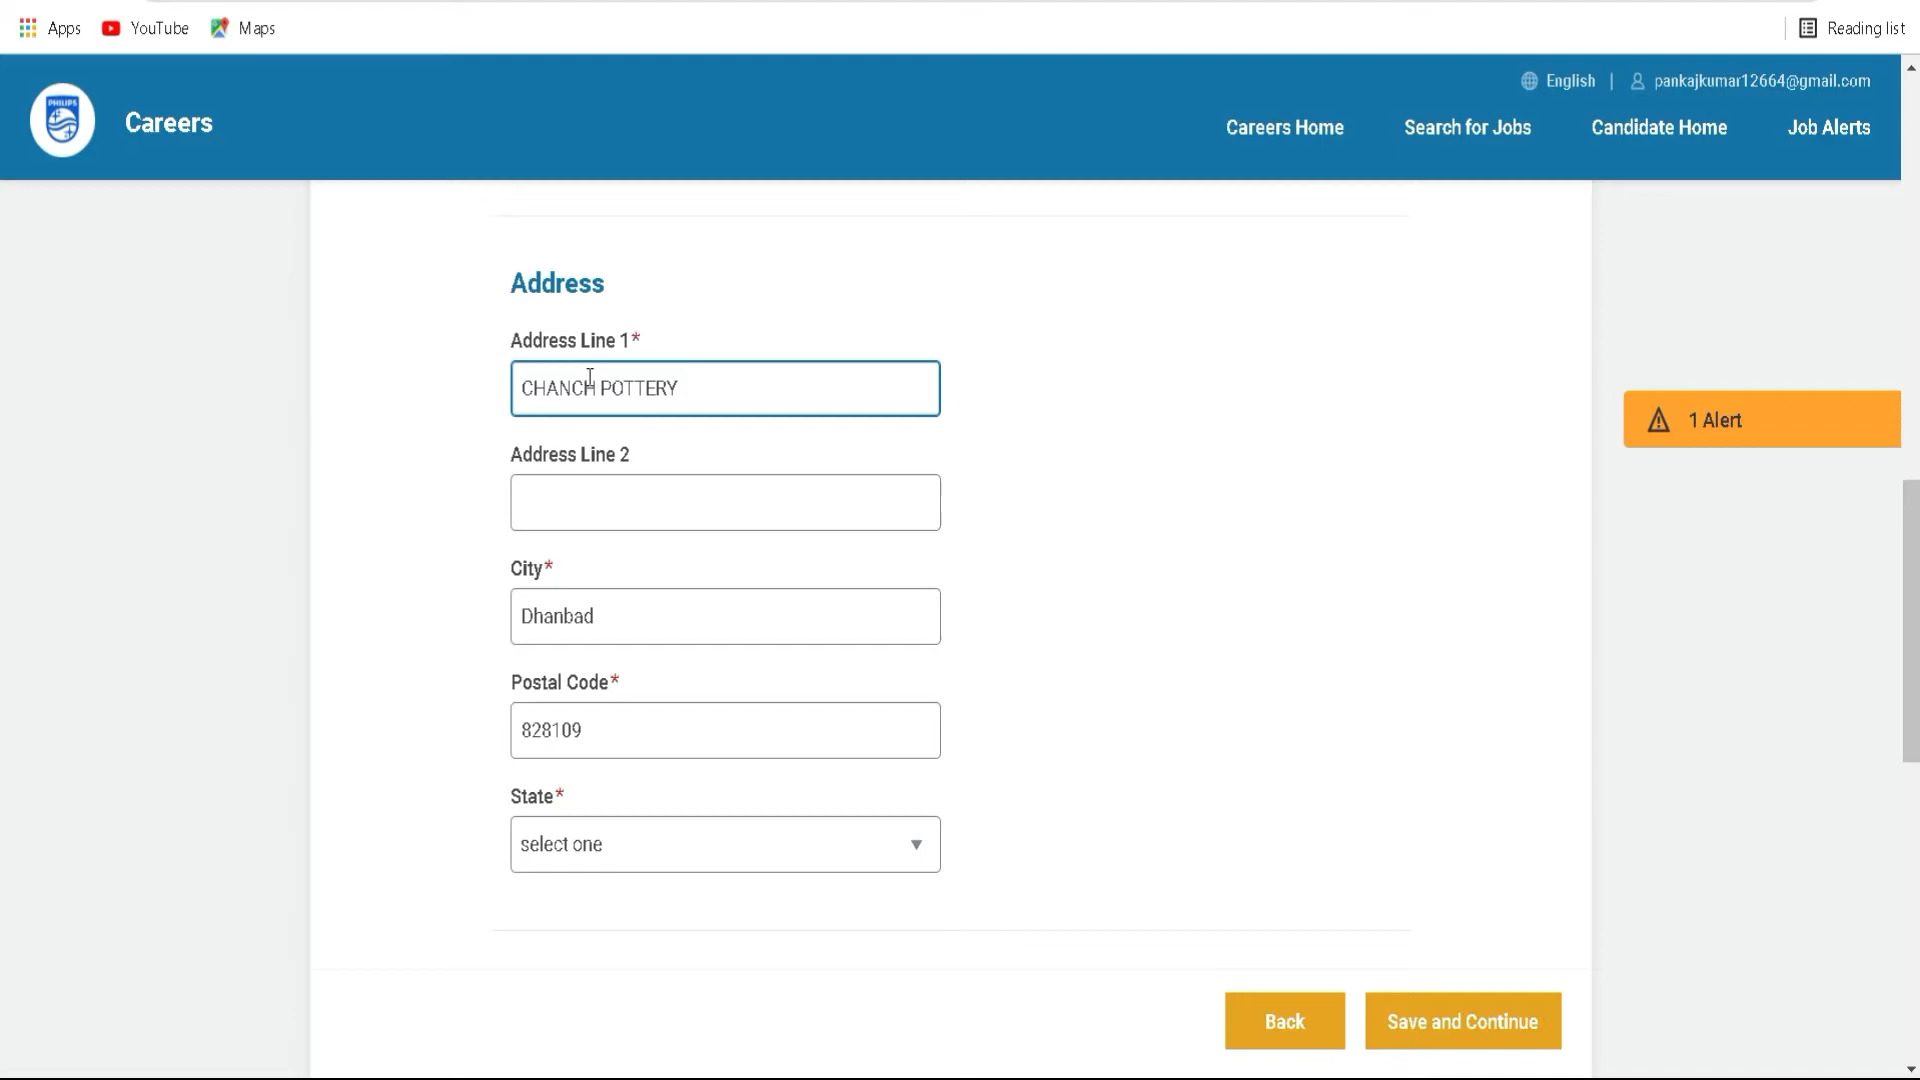 Apps YouTube Maps Reading list
English | pankajkumar12664@gmail.com
PHILIPS
Careers
Careers Home Search for Jobs Candidate Home Job Alerts
Address
Address Line 1*
CHANCH POTTERY
1 Alert
Address Line 2
City*
Dhanbad
Postal Code*
828109
State*
select one
Back Save and Continue